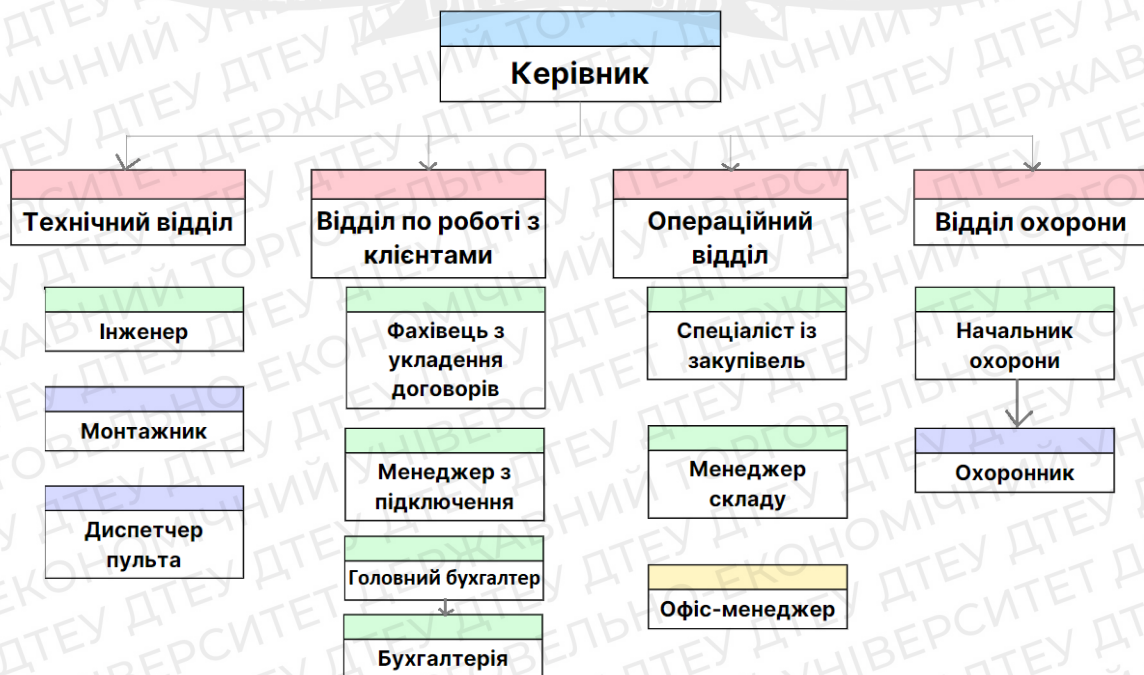 Керівник
Технічний відділ
Відділ по роботі з
клієнтами
Операційний
відділ
Відділ охорони
Інженер
Монтажник
Диспетчер
пульта
Фахівець з
укладення
договорів
Менеджер з
підключення
Головний бухгалтер
Бухгалтерія
Спеціаліст із
закупівель
Менеджер
складу
Офіс-менеджер
Начальник
охорони
Охоронник